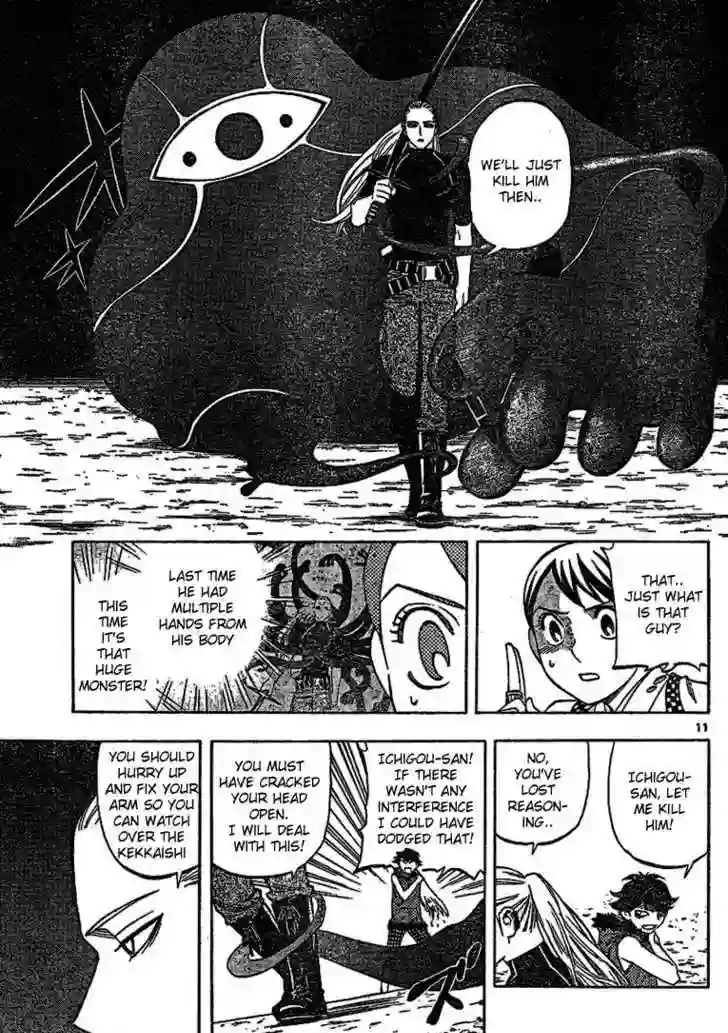 WE'LL JUST
KILL HIM
THEN..
THAT..
JUST WHAT
IS THAT
GUY?
LAST TIME
HE HAD
MULTIPLE
HANDS FROM
HIS BODY
THIS
TIME
IT'S
THAT
HUGE
MONSTER!
11
ICHIGOU-
SAN, LET
ME KILL
HIM!
NO,
YOU'VE
LOST
REASON-
ING..
ICHIGOU-SAN!
IF THERE
WASN'T ANY
INTERFERENCE
I COULD HAVE
DODGED THAT!
YOU MUST
HAVE CRACKED
YOUR HEAD
OPEN.
I WILL DEAL
WITH THIS!
YOU SHOULD
HURRY UP
AND FIX YOUR
ARM SO YOU
CAN WATCH
OVER THE
KEKKAISHI